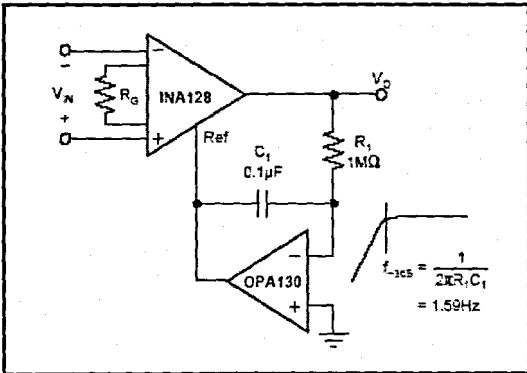 INA128
−
+
V_IN
−
+
R_G
Ref
V_O
R_1
1MΩ
C_1
0.1µF
OPA130
−
+
f_−3dB = 1 / 2πR_1C_1
= 1.59Hz